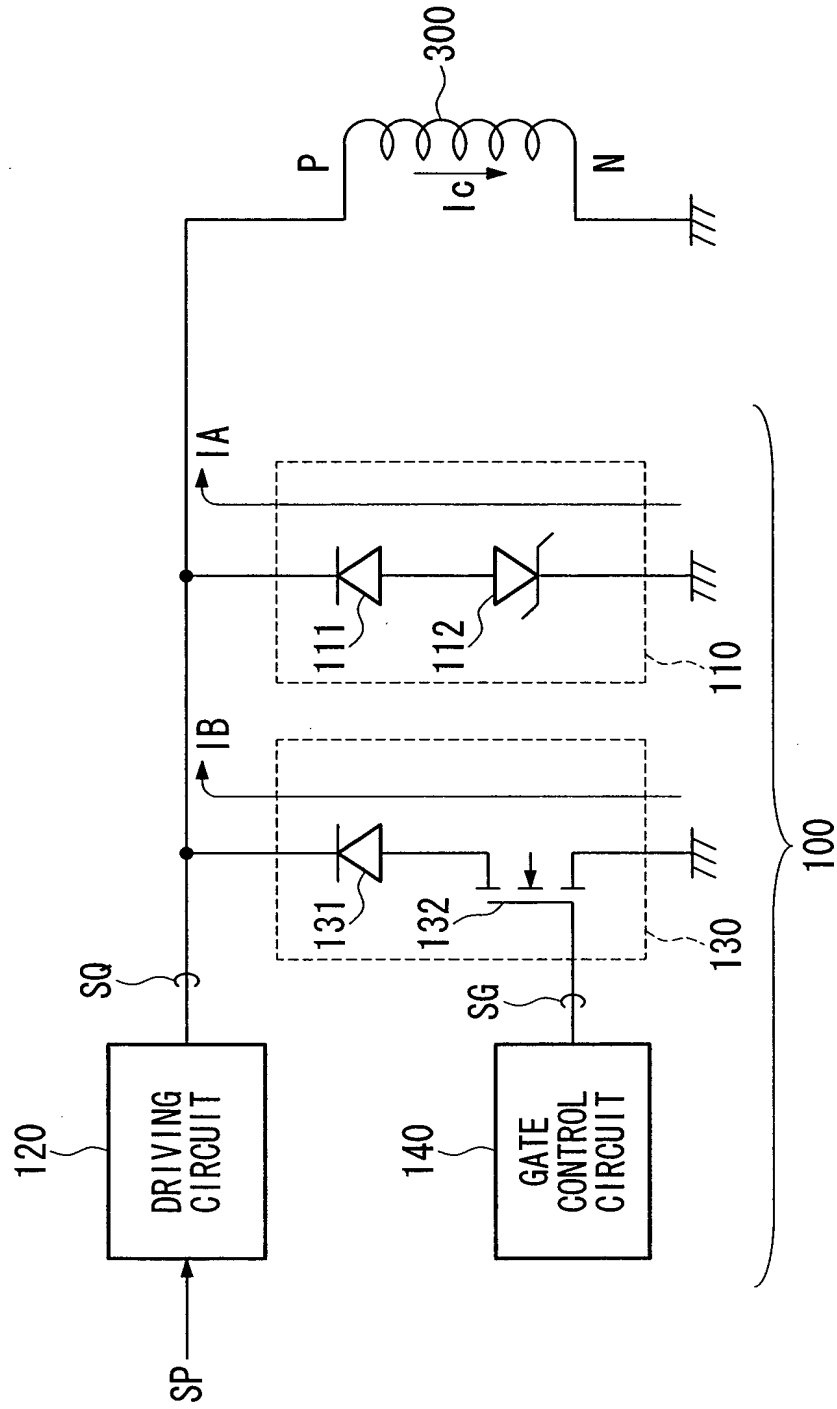 SP
120
DRIVING
CIRCUIT
SQ
IB
IA
P
300
Ic
N
131
132
130
111
112
110
SG
140
GATE
CONTROL
CIRCUIT
100